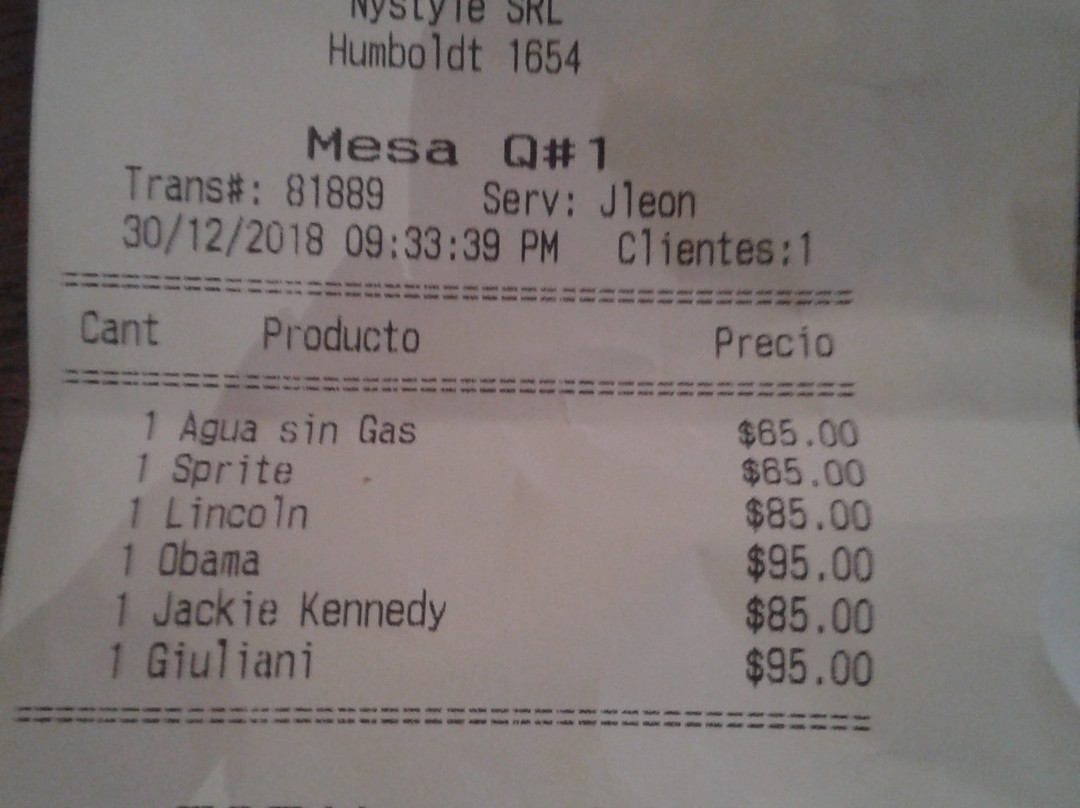 Nystyle SRL
Humboldt 1654
Mesa Q#1
Trans#: 81889 Serv: Jleon
30/12/2018 09:33:39 PM Clientes:1
Cant Producto Precio
1 Agua sin Gas $65.00
1 Sprite $65.00
1 Lincoln $85.00
1 Obama $95.00
1 Jackie Kennedy $85.00
1 Giuliani $95.00